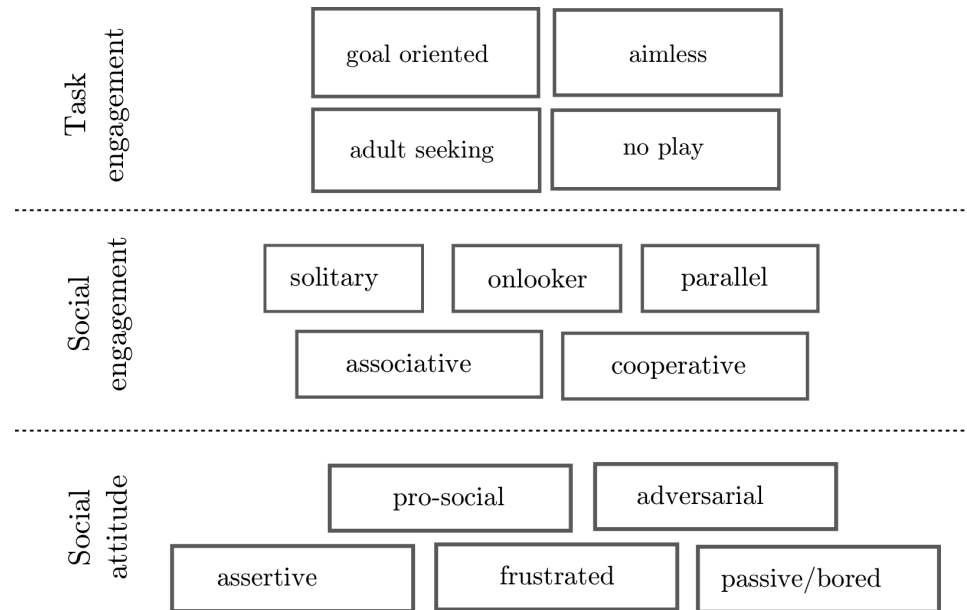 Task
engagement
goal oriented
aimless
adult seeking
no play
Social
engagement
solitary
onlooker
parallel
associative
cooperative
Social
attitude
pro-social
adversarial
assertive
frustrated
passive/bored